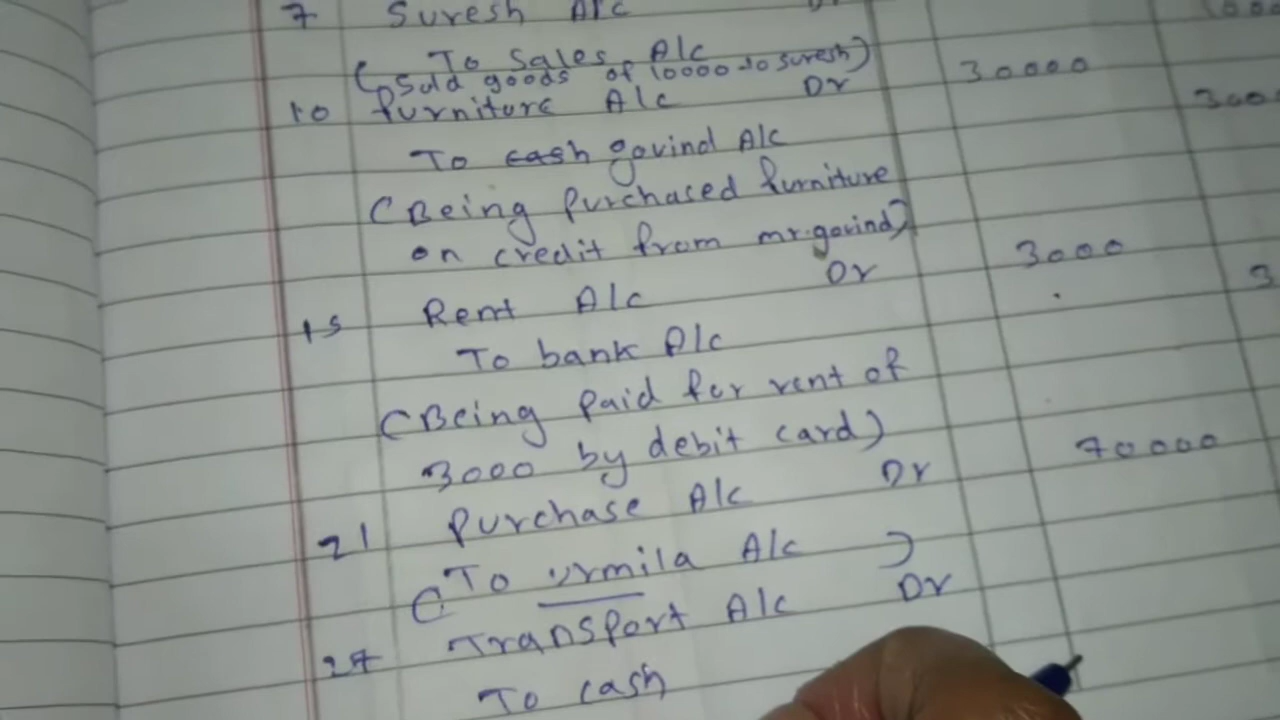 7 Suresh A/c Dr
To Sales A/c
(Sold goods of 10000 to suresh)
10 furniture A/c Dr 30000
To cash govind A/c
(Being Purchased furniture
on credit from mr.govind)
15 Rent A/c Dr 3000
To bank A/c
(Being Paid for rent of
3000 by debit card)
21 Purchase A/c Dr 70000
(To urmila A/c )
27 Transport A/c Dr
To cash